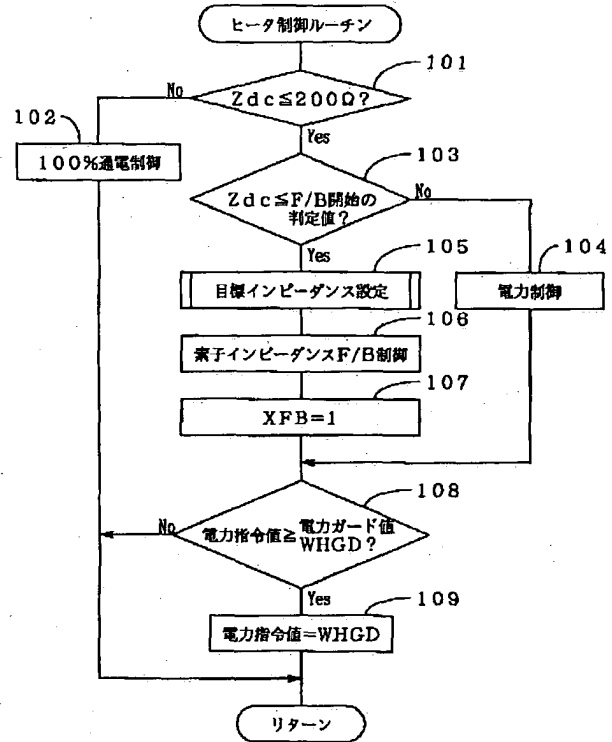 ヒータ制御ルーチン
101
Zdc≦200Ω?
No
Yes
102
100%通電制御
103
Zdc≦F/B開始の
判定値?
No
Yes
104
電力制御
105
目標インピーダンス設定
106
素子インピーダンスF/B制御
107
XFB=1
108
電力指令値≧電力ガード値
WHGD?
No
Yes
109
電力指令値=WHGD
リターン